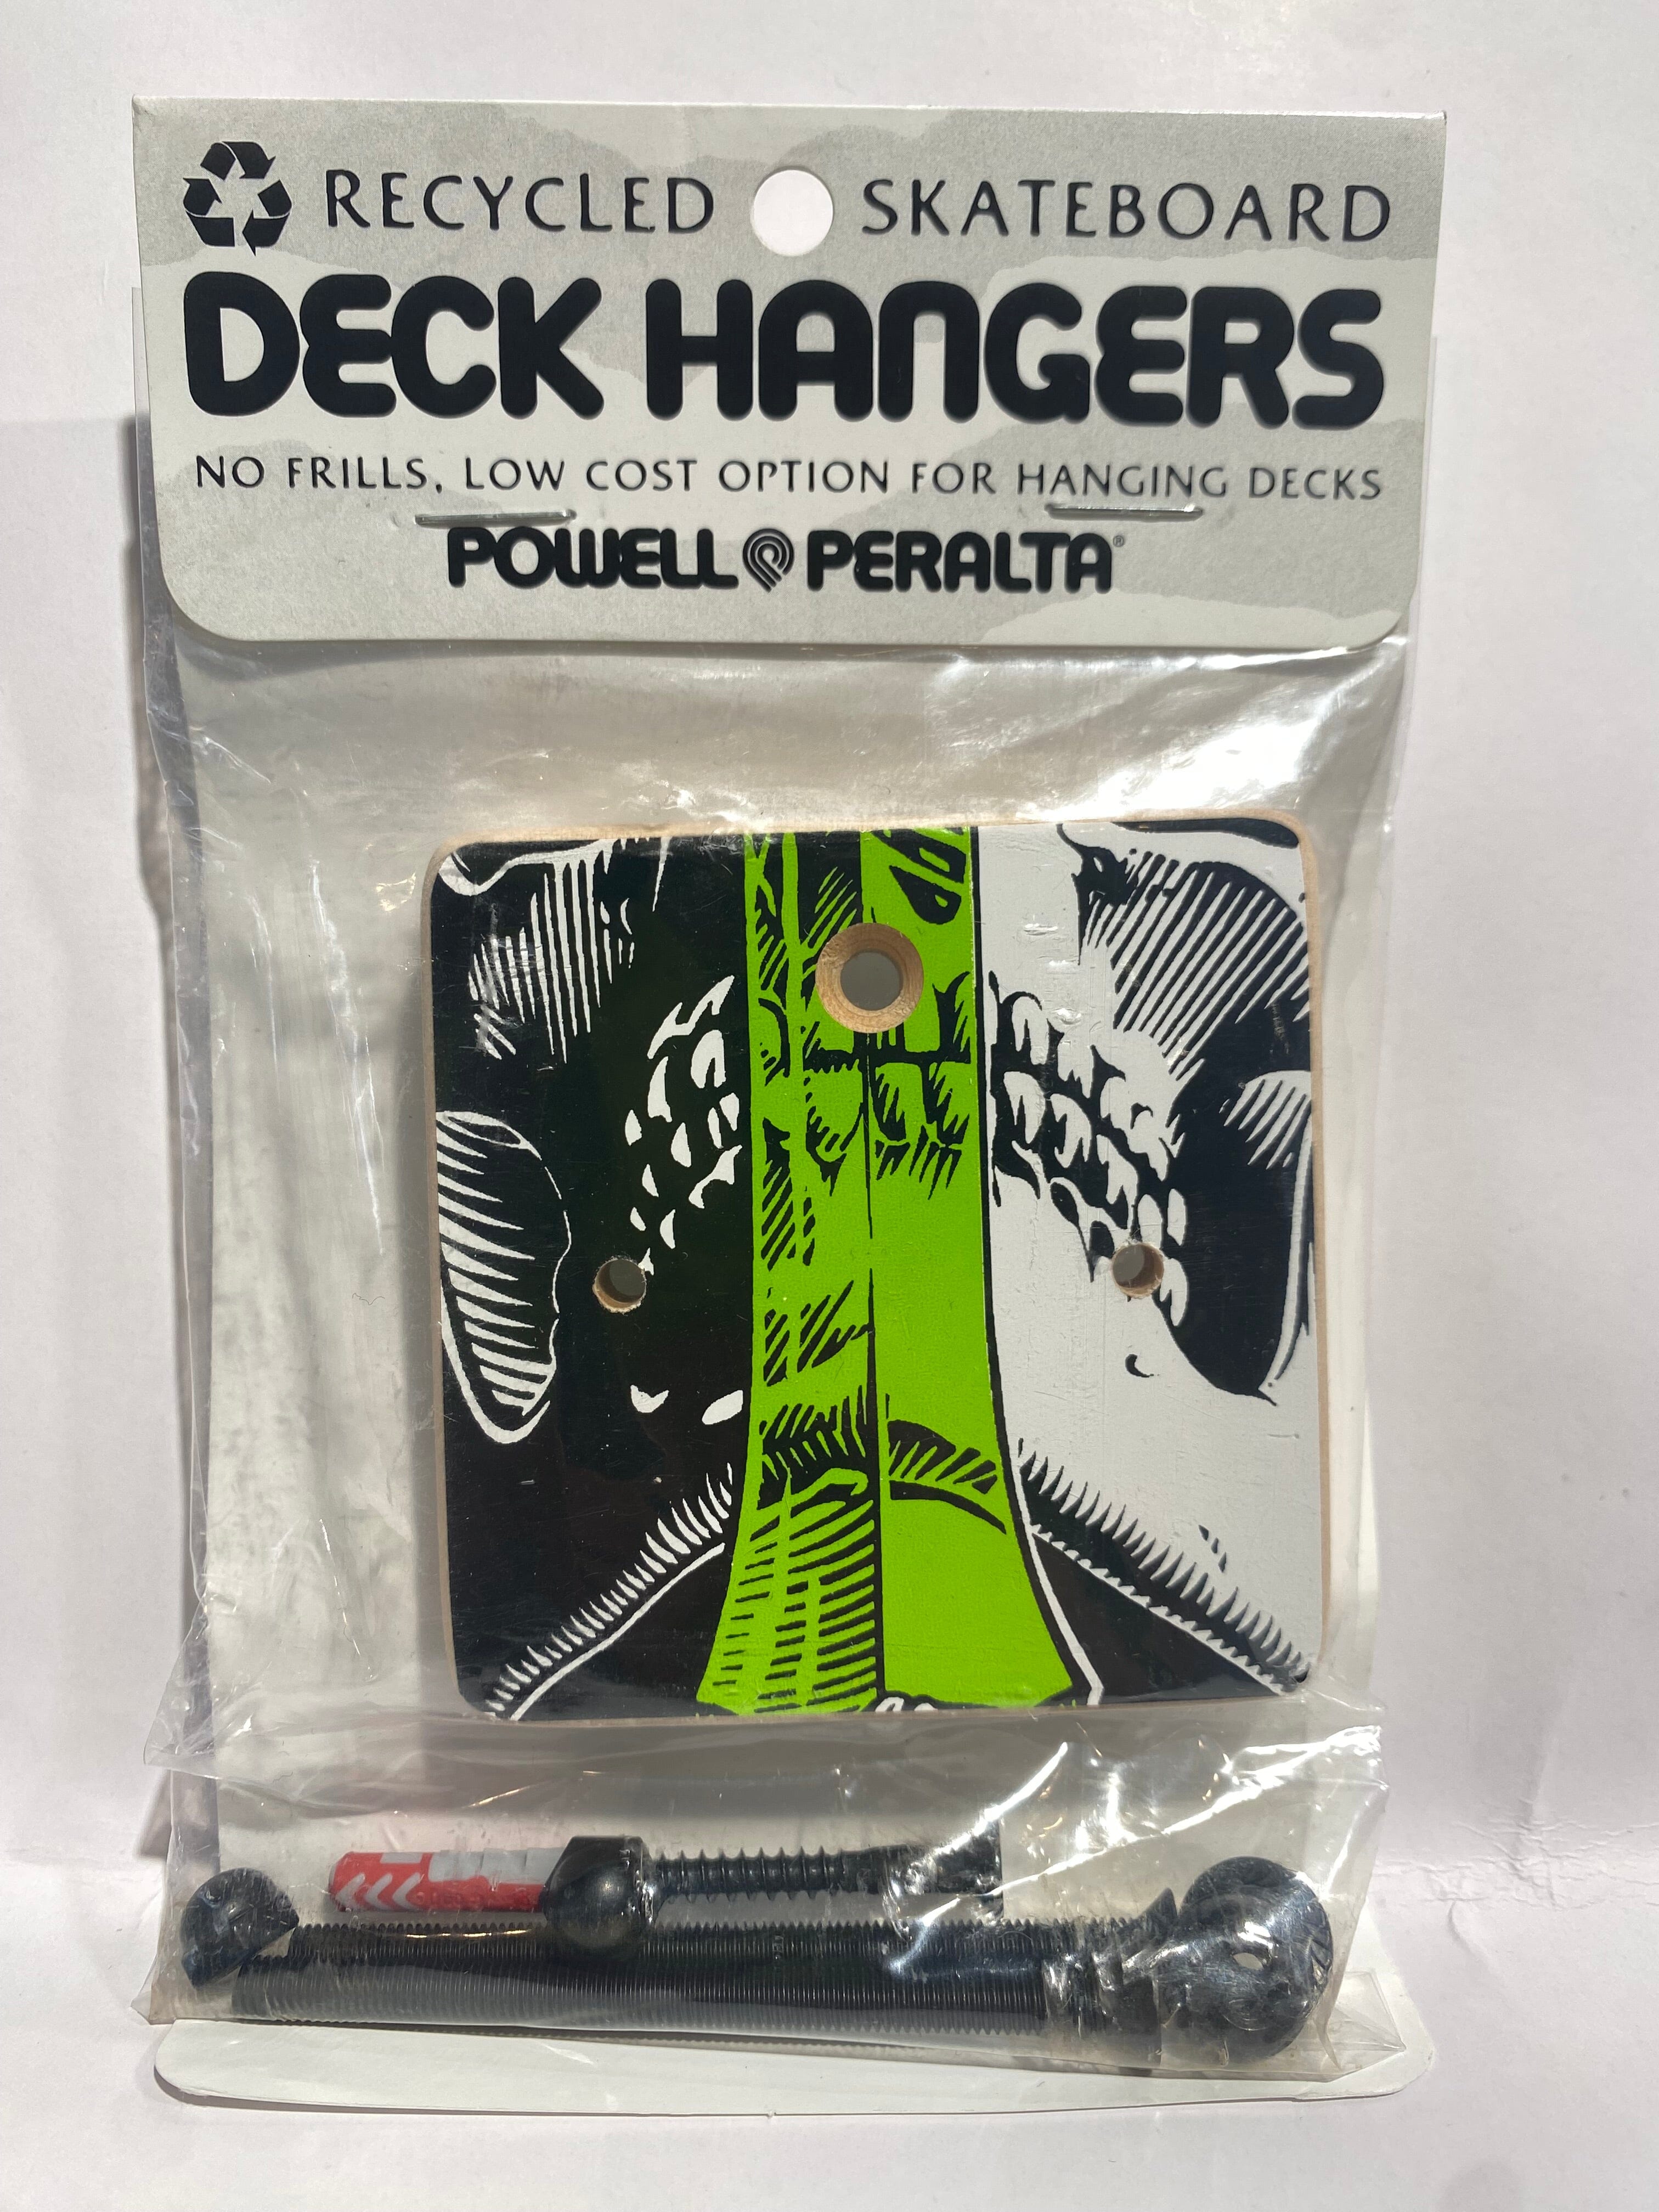 RECYCLED SKATEBOARD
DECK HANGERS
NO FRILLS, LOW COST OPTION FOR HANGING DECKS
POWELL PERALTA®